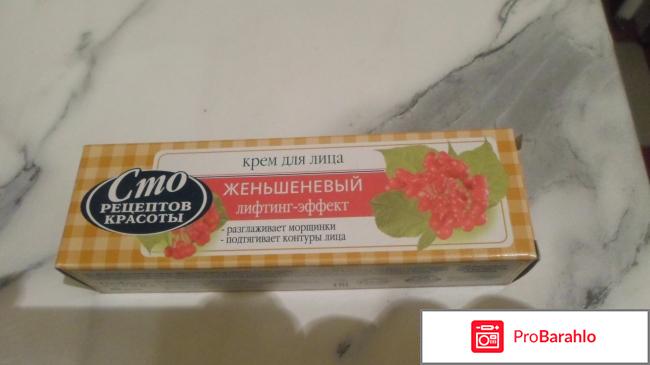 крем для лица
Сто
РЕЦЕПТОВ
КРАСОТЫ
ЖЕНЬШЕНЕВЫЙ
лифтинг-эффект
- разглаживает морщинки
- подтягивает контуры лица
ProBarahlo